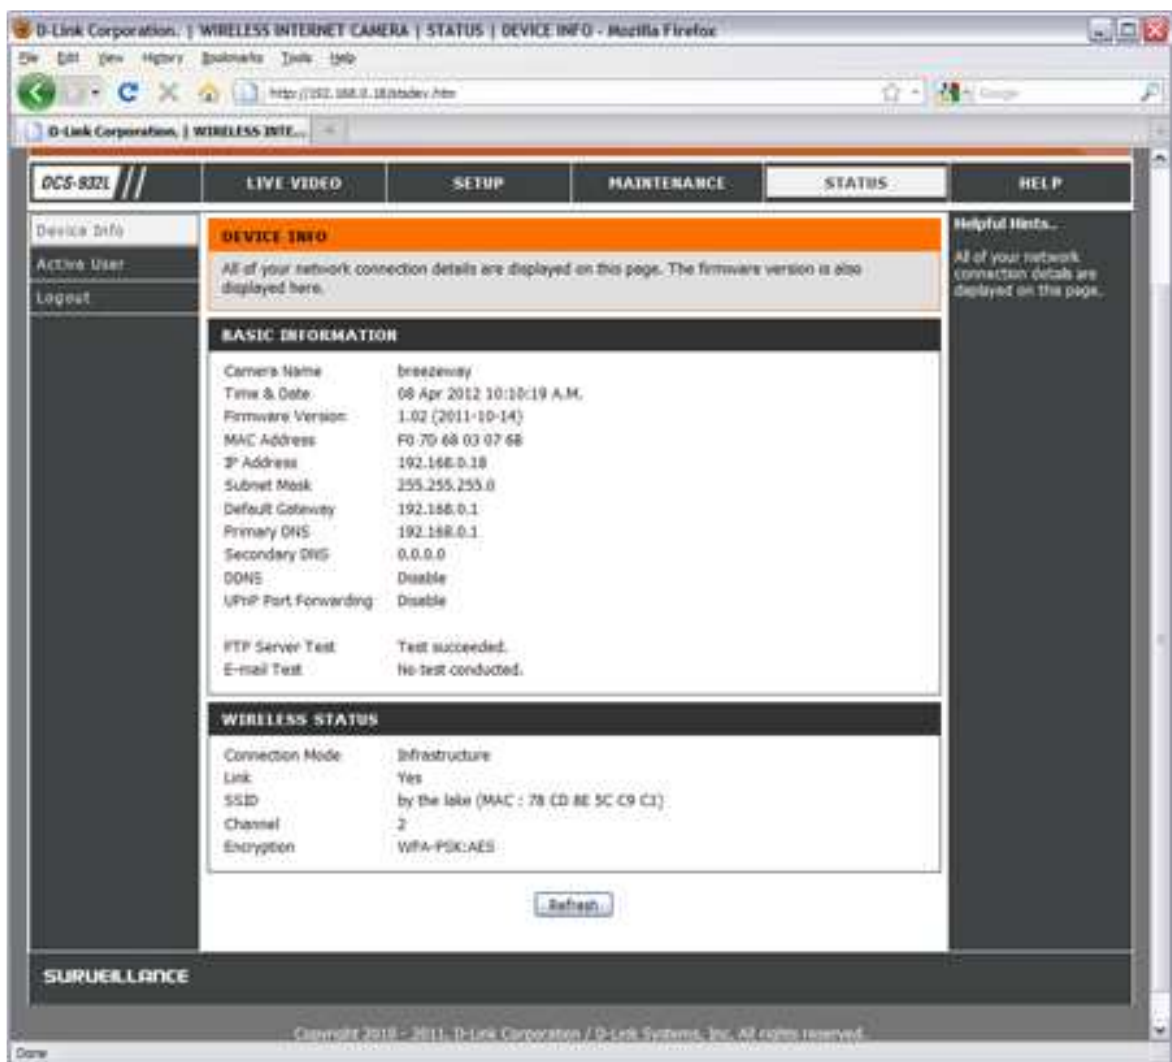 D-Link Corporation. | WIRELESS INTERNET CAMERA | STATUS | DEVICE INFO - Mozilla Firefox
File Edit View History Bookmarks Tools Help
http://192.168.0.18/stsdev.htm Google
D-Link Corporation. | WIRELESS INTE...
DCS-932L LIVE VIDEO SETUP MAINTENANCE STATUS HELP
Device Info
Active User
Logout
DEVICE INFO
All of your network connection details are displayed on this page. The firmware version is also
displayed here.
BASIC INFORMATION
Camera Name breezeway
Time & Date 08 Apr 2012 10:10:19 A.M.
Firmware Version 1.02 (2011-10-14)
MAC Address F0 7D 68 03 07 6B
IP Address 192.168.0.18
Subnet Mask 255.255.255.0
Default Gateway 192.168.0.1
Primary DNS 192.168.0.1
Secondary DNS 0.0.0.0
DDNS Disable
UPnP Port Forwarding Disable
FTP Server Test Test succeeded.
E-mail Test No test conducted.
WIRELESS STATUS
Connection Mode Infrastructure
Link Yes
SSID by the lake (MAC : 78 CD 8E 5C C9 C1)
Channel 2
Encryption WPA-PSK:AES
Refresh
Helpful Hints..
All of your network
connection details are
displayed on this page.
SURVEILLANCE
Copyright 2010 - 2011, D-Link Corporation / D-Link Systems, Inc. All rights reserved.
Done